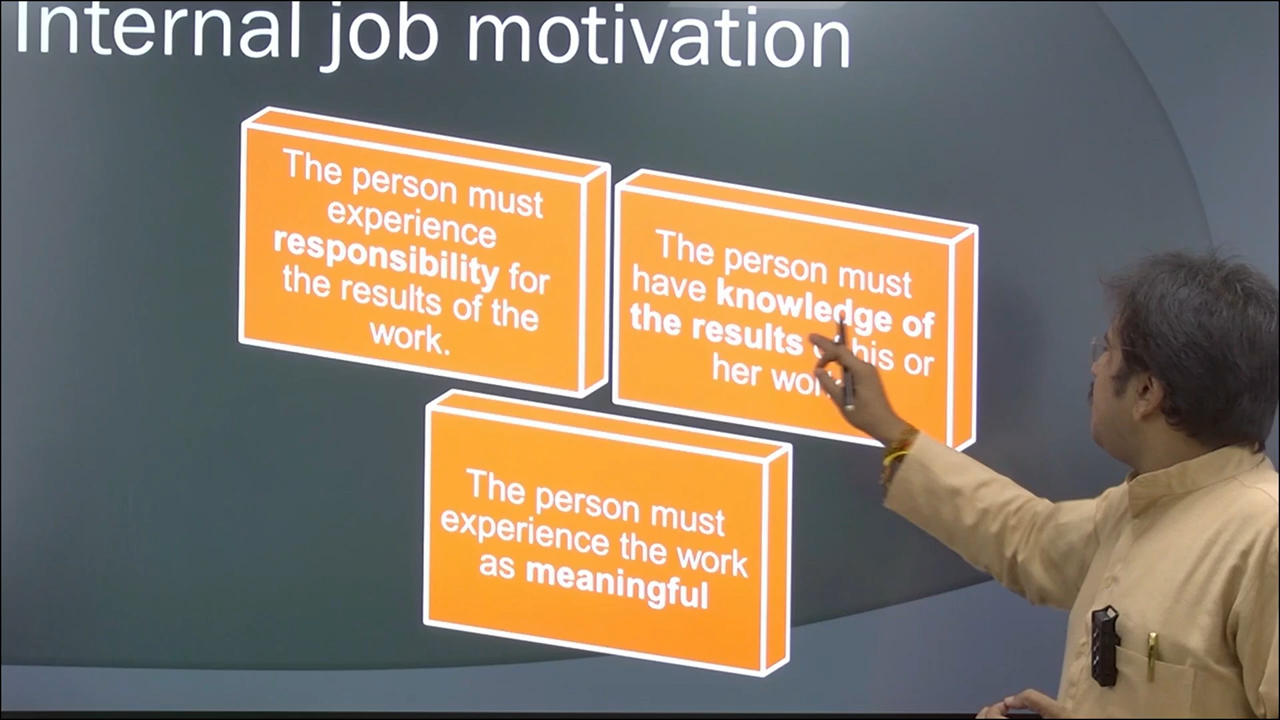 Internal job motivation
The person must
experience
responsibility for
the results of the
work.
The person must
have knowledge of
the results his or
her
The person must
experience the work
as meaningful